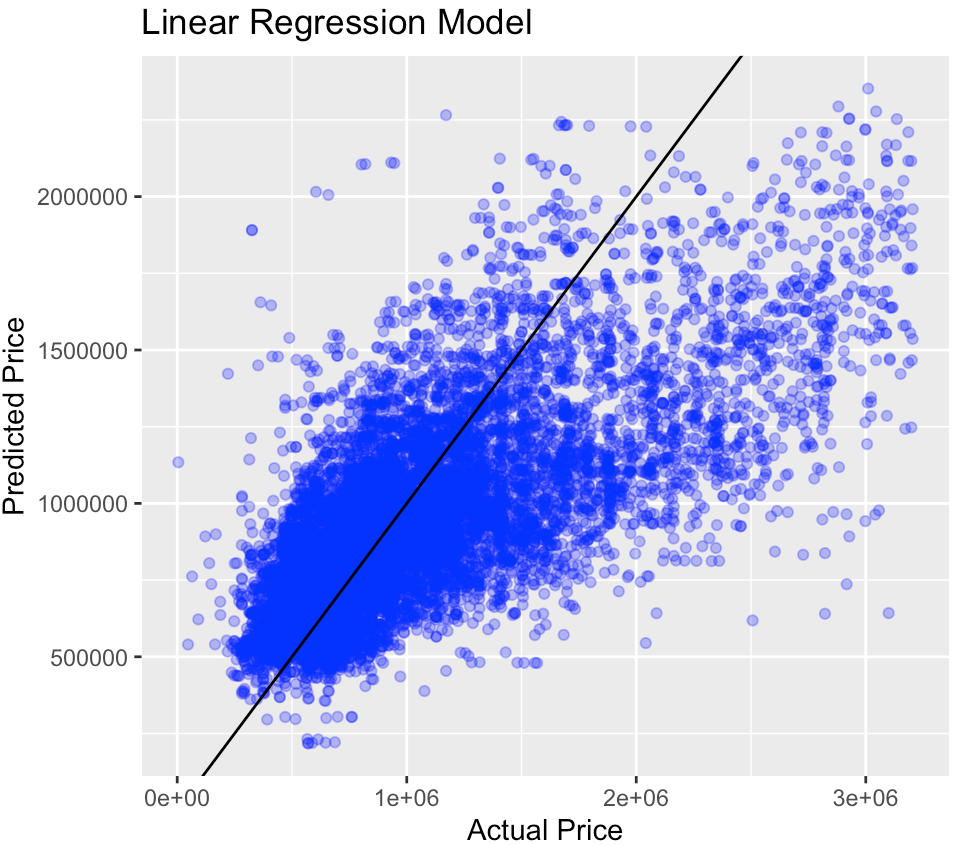 Linear Regression Model
Predicted Price
2000000
1500000
1000000
500000
0e+00 1e+06 2e+06 3e+06
Actual Price